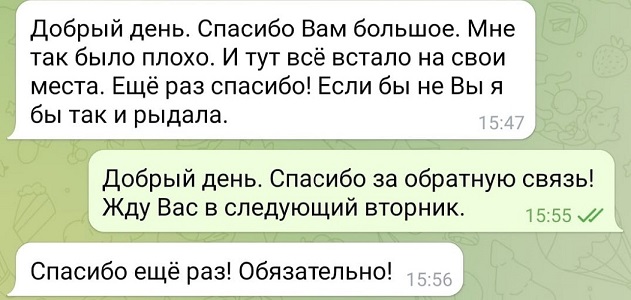 Добрый день. Спасибо Вам большое. Мне
так было плохо. И тут всё встало на свои
места. Ещё раз спасибо! Если бы не Вы я
бы так и рыдала.
15:47
Добрый день. Спасибо за обратную связь!
Жду Вас в следующий вторник.
15:55
Спасибо ещё раз! Обязательно!
15:56